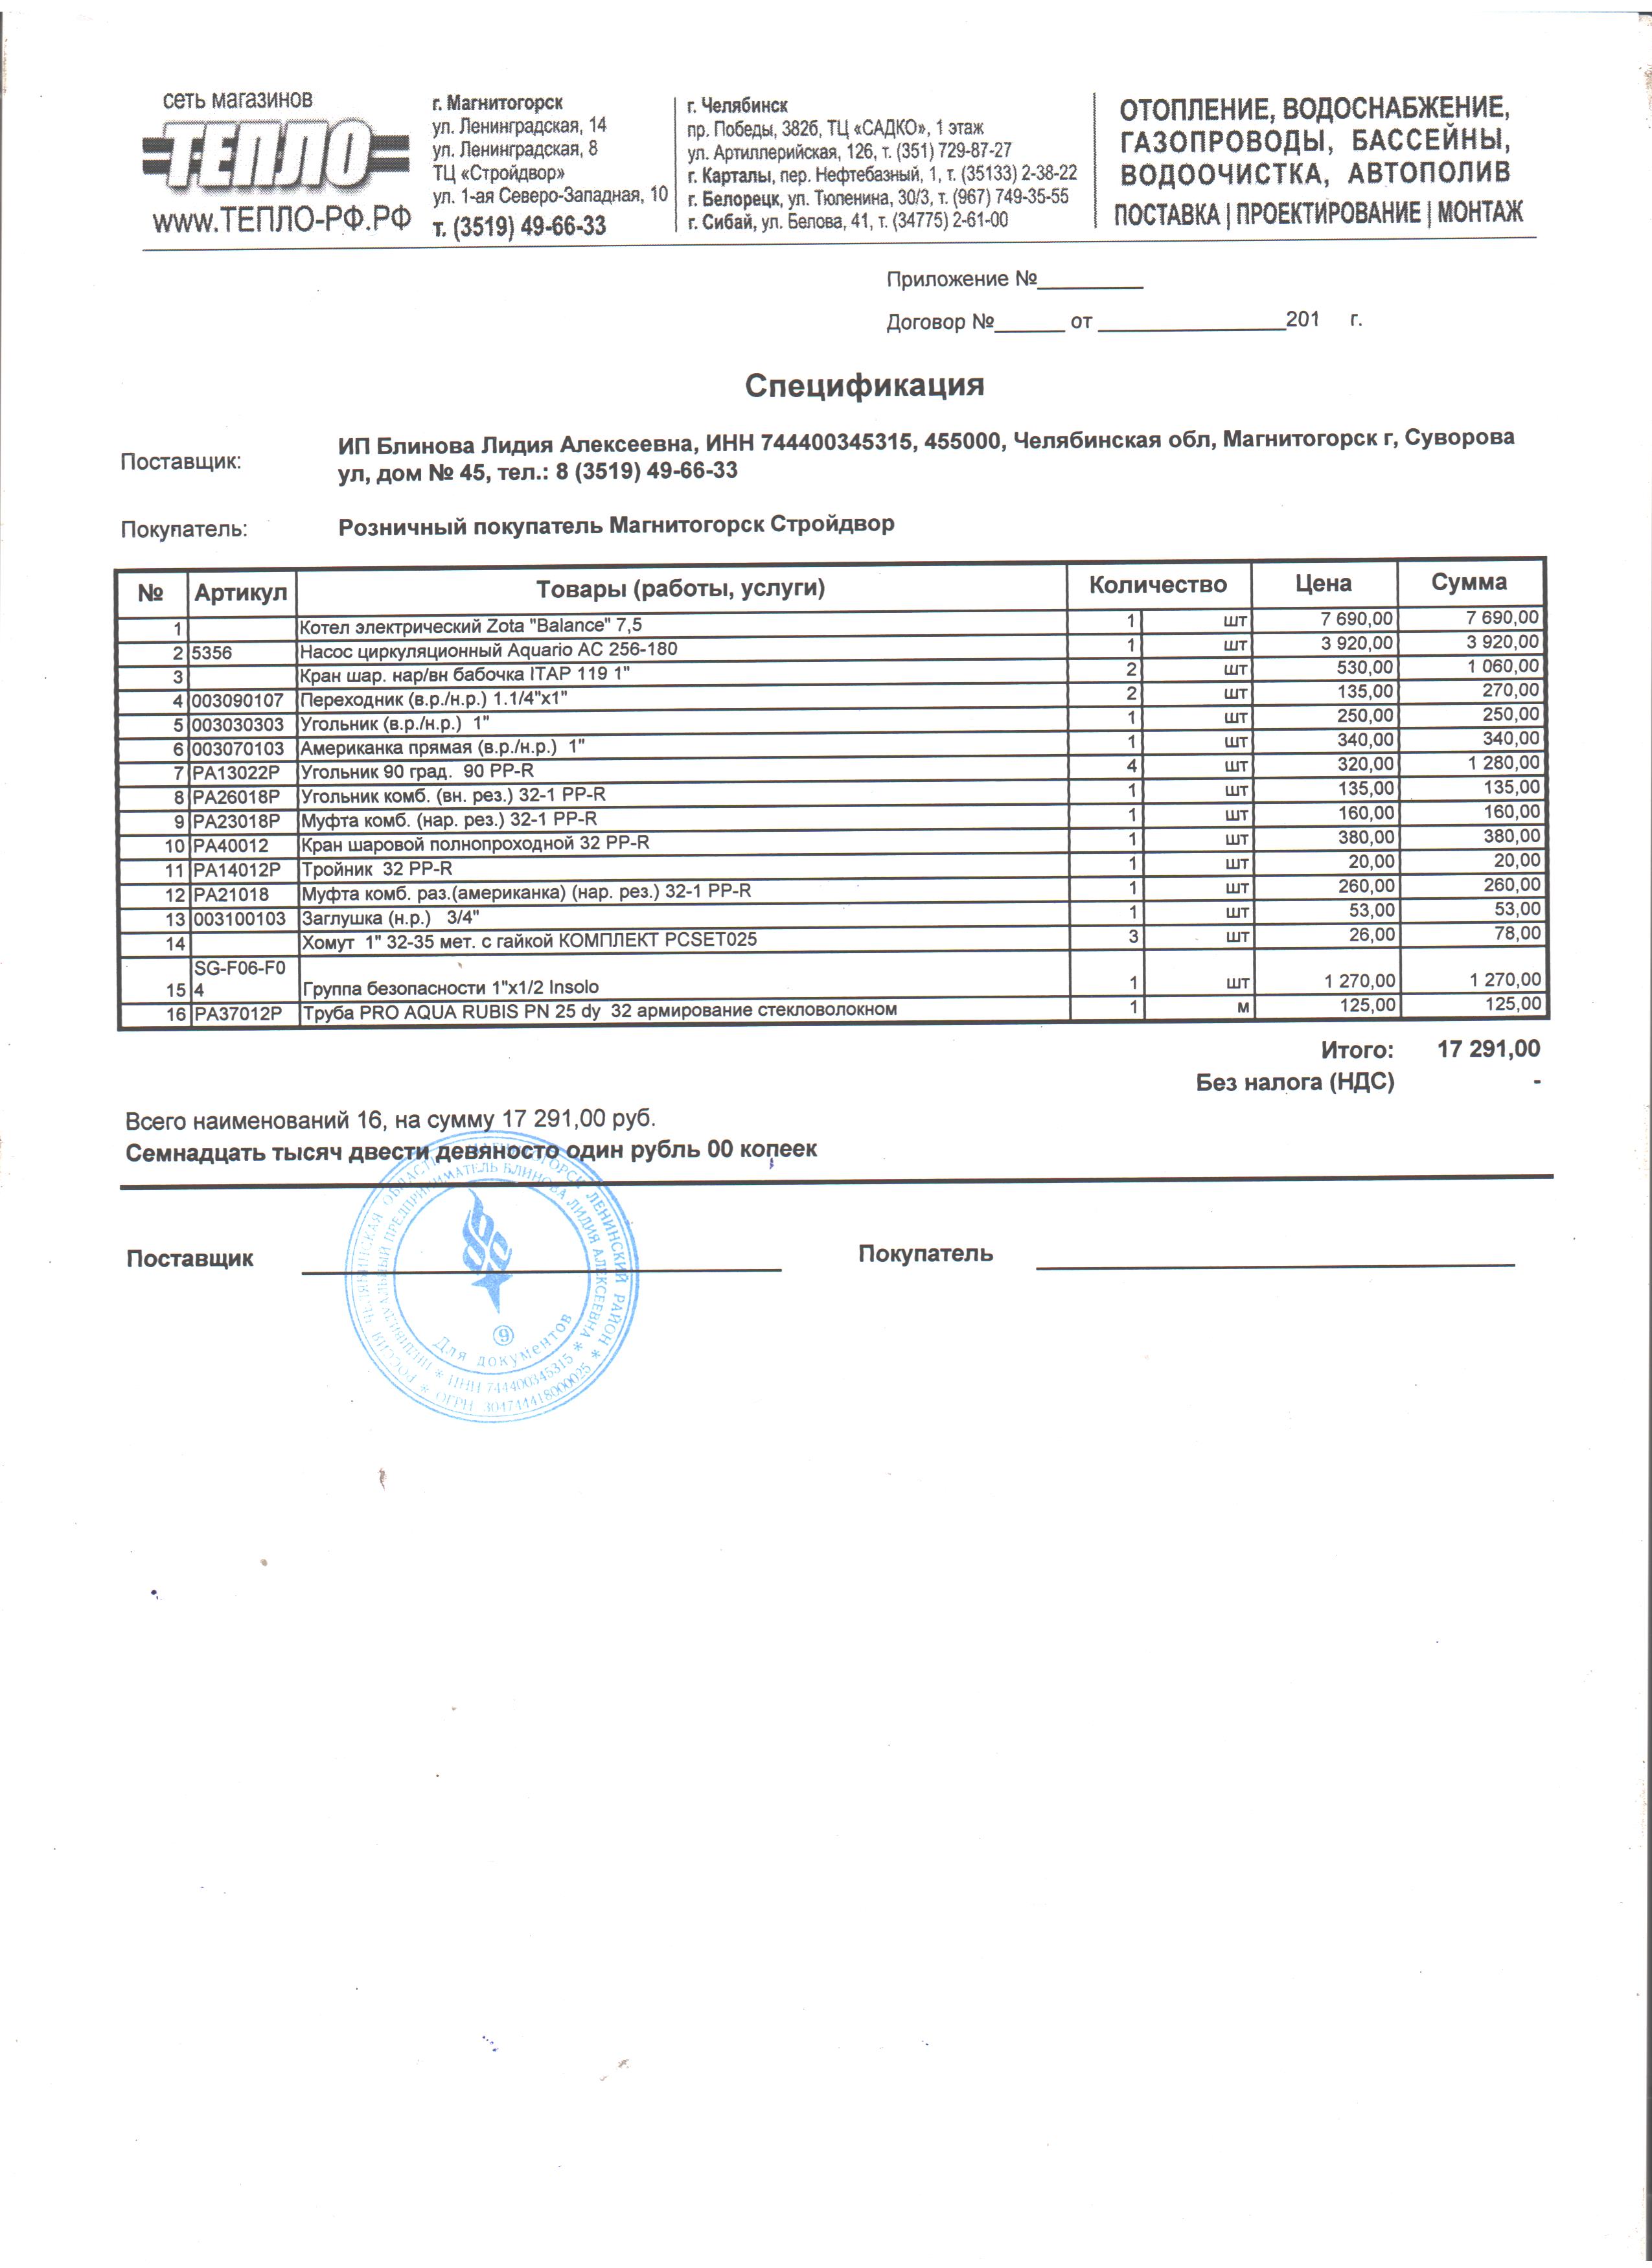 сеть магазинов
ТЕПЛО
www.ТЕПЛО-РФ.РФ
г. Магнитогорск
ул. Ленинградская, 14
ул. Ленинградская, 8
ТЦ «Стройдвор»
ул. 1-ая Северо-Западная, 10
т. (3519) 49-66-33
г. Челябинск
пр. Победы, 382б, ТЦ «САДКО», 1 этаж
ул. Артиллерийская, 126, т. (351) 729-87-27
г. Карталы, пер. Нефтебазный, 1, т. (35133) 2-38-22
г. Белорецк, ул. Тюленина, 30/3, т. (967) 749-35-55
г. Сибай, ул. Белова, 41, т. (34775) 2-61-00
ОТОПЛЕНИЕ, ВОДОСНАБЖЕНИЕ,
ГАЗОПРОВОДЫ, БАССЕЙНЫ,
ВОДООЧИСТКА, АВТОПОЛИВ
ПОСТАВКА | ПРОЕКТИРОВАНИЕ | МОНТАЖ
Приложение №_________
Договор №______ от ________________201 г.
Спецификация
Поставщик: ИП Блинова Лидия Алексеевна, ИНН 744400345315, 455000, Челябинская обл, Магнитогорск г, Суворова
ул, дом № 45, тел.: 8 (3519) 49-66-33
Покупатель: Розничный покупатель Магнитогорск Стройдвор
№ Артикул Товары (работы, услуги) Количество Цена Сумма
1 Котел электрический Zota "Balance" 7,5 1 шт 7 690,00 7 690,00
2 5356 Насос циркуляционный Aquario AC 256-180 1 шт 3 920,00 3 920,00
3 Кран шар. нар/вн бабочка ITAP 119 1" 2 шт 530,00 1 060,00
4 003090107 Переходник (в.р./н.р.) 1.1/4"х1" 2 шт 135,00 270,00
5 003030303 Угольник (в.р./н.р.) 1" 1 шт 250,00 250,00
6 003070103 Американка прямая (в.р./н.р.) 1" 1 шт 340,00 340,00
7 PA13022P Угольник 90 град. 90 PP-R 4 шт 320,00 1 280,00
8 PA26018P Угольник комб. (вн. рез.) 32-1 PP-R 1 шт 135,00 135,00
9 PA23018P Муфта комб. (нар. рез.) 32-1 PP-R 1 шт 160,00 160,00
10 PA40012 Кран шаровой полнопроходной 32 PP-R 1 шт 380,00 380,00
11 PA14012P Тройник 32 PP-R 1 шт 20,00 20,00
12 PA21018 Муфта комб. раз.(американка) (нар. рез.) 32-1 PP-R 1 шт 260,00 260,00
13 003100103 Заглушка (н.р.) 3/4" 1 шт 53,00 53,00
14 Хомут 1" 32-35 мет. с гайкой КОМПЛЕКТ PCSET025 3 шт 26,00 78,00
SG-F06-F0
15 4 Группа безопасности 1"х1/2 Insolo 1 шт 1 270,00 1 270,00
16 PA37012P Труба PRO AQUA RUBIS PN 25 dy 32 армирование стекловолокном 1 м 125,00 125,00
Итого: 17 291,00
Без налога (НДС) -
Всего наименований 16, на сумму 17 291,00 руб.
Семнадцать тысяч двести девяносто один рубль 00 копеек
Поставщик
Покупатель
РОССИЯ ЧЕЛЯБИНСКАЯ ОБЛАСТЬ МАГНИТОГОРСК ЛЕНИНСКИЙ РАЙОН * ОГРН 304744418000025 *
ИНДИВИДУАЛЬНЫЙ ПРЕДПРИНИМАТЕЛЬ БЛИНОВА ЛИДИЯ АЛЕКСЕЕВНА * ИНН 744400345315 *
9
Для документов